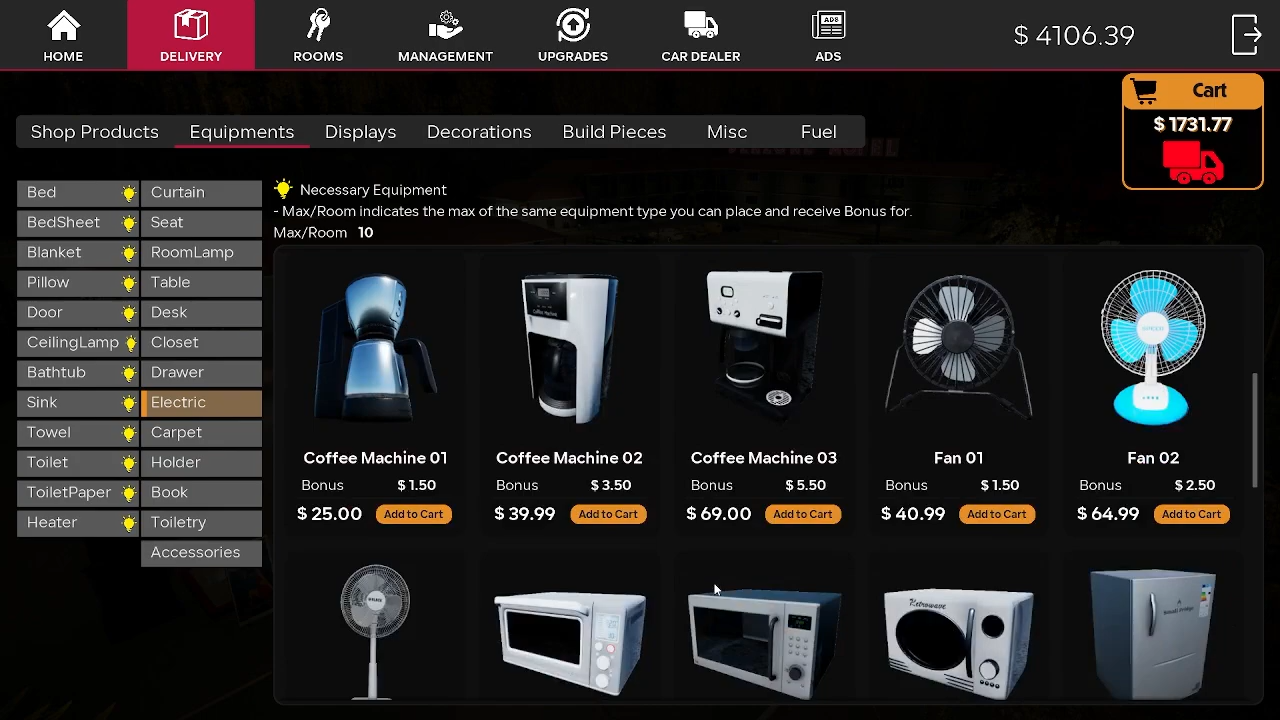 HOME
DELIVERY
ROOMS
MANAGEMENT
UPGRADES
CAR DEALER
ADS
ADS
$ 4106.39
Cart
$ 1731.77
Shop Products
Equipments
Displays
Decorations
Build Pieces
Misc
Fuel
Bed
Curtain
BedSheet
Seat
Blanket
RoomLamp
Pillow
Table
Door
Desk
CeilingLamp
Closet
Bathtub
Drawer
Sink
Electric
Towel
Carpet
Toilet
Holder
ToiletPaper
Book
Heater
Toiletry
Accessories
Necessary Equipment
- Max/Room indicates the max of the same equipment type you can place and receive Bonus for.
Max/Room 10
Coffee Machine
Coffee Machine 01
Bonus $ 1.50
$ 25.00 Add to Cart
Coffee Machine 02
Bonus $ 3.50
$ 39.99 Add to Cart
Coffee Machine 03
Bonus $ 5.50
$ 69.00 Add to Cart
Fan 01
Bonus $ 1.50
$ 40.99 Add to Cart
Fan 02
Bonus $ 2.50
$ 64.99 Add to Cart
Retrowave